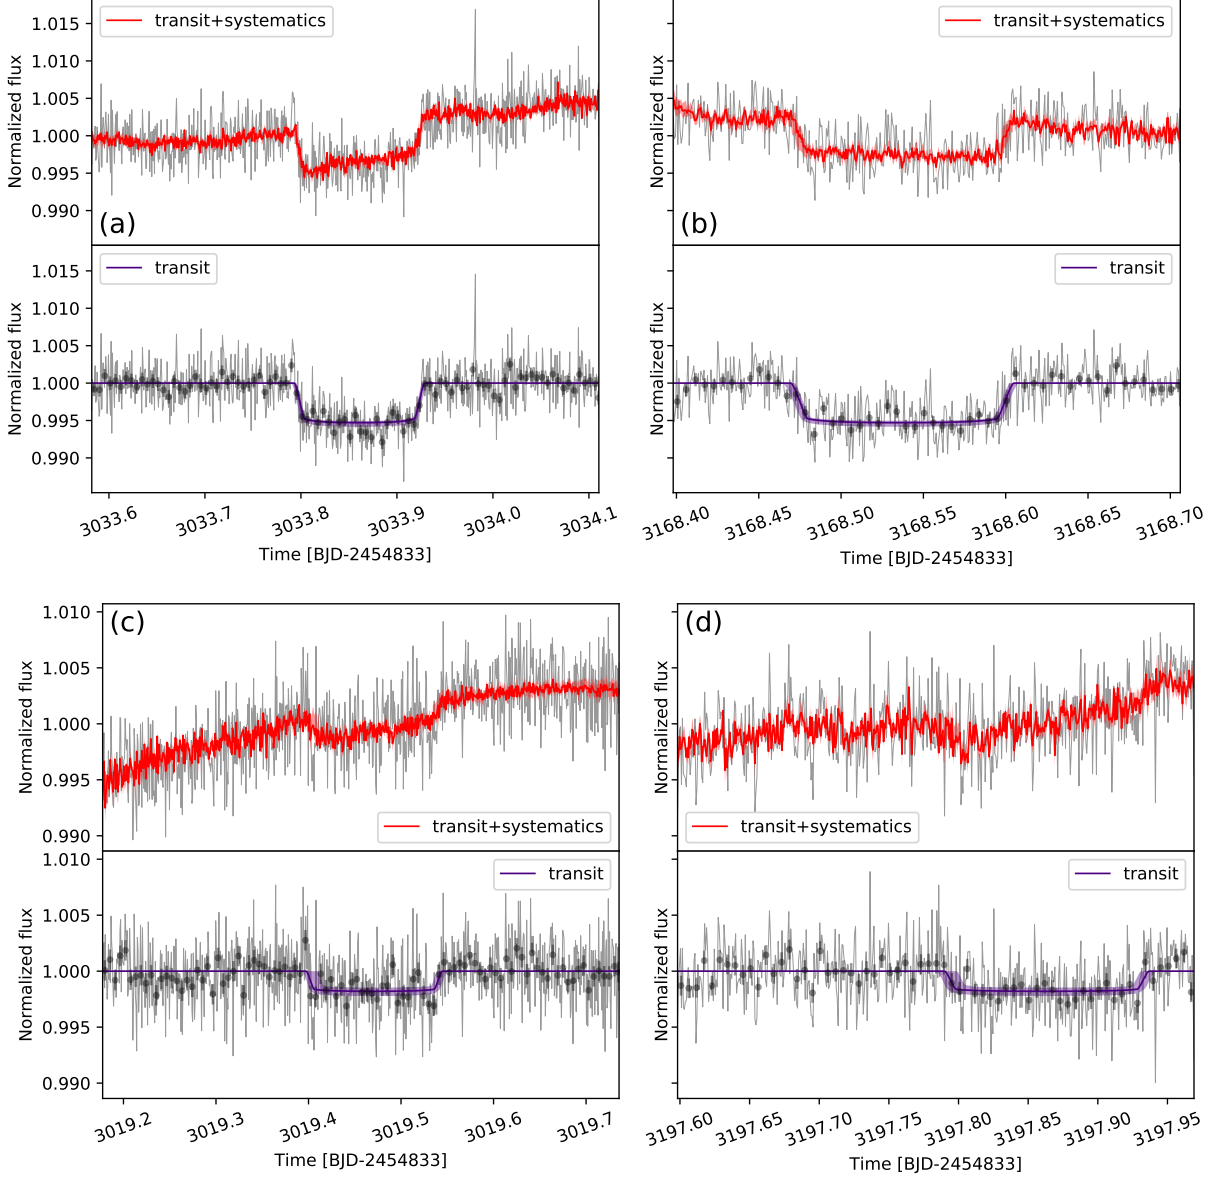 1.015
1.010
1.005
1.000
0.995
0.990
Normalized flux
transit+systematics
(a)
Normalized flux
transit+systematics
(b)
1.015
1.010
1.005
1.000
0.995
0.990
Normalized flux
transit
3033.6 3033.7 3033.8 3033.9 3034.0 3034.1
Time [BJD-2454833]
Normalized flux
transit
3168.40 3168.45 3168.50 3168.55 3168.60 3168.65 3168.70
Time [BJD-2454833]
1.010
1.005
1.000
0.995
0.990
Normalized flux
(c)
transit+systematics
Normalized flux
(d)
transit+systematics
1.010
1.005
1.000
0.995
0.990
Normalized flux
transit
3019.2 3019.3 3019.4 3019.5 3019.6 3019.7
Time [BJD-2454833]
Normalized flux
transit
3197.60 3197.65 3197.70 3197.75 3197.80 3197.85 3197.90 3197.95
Time [BJD-2454833]